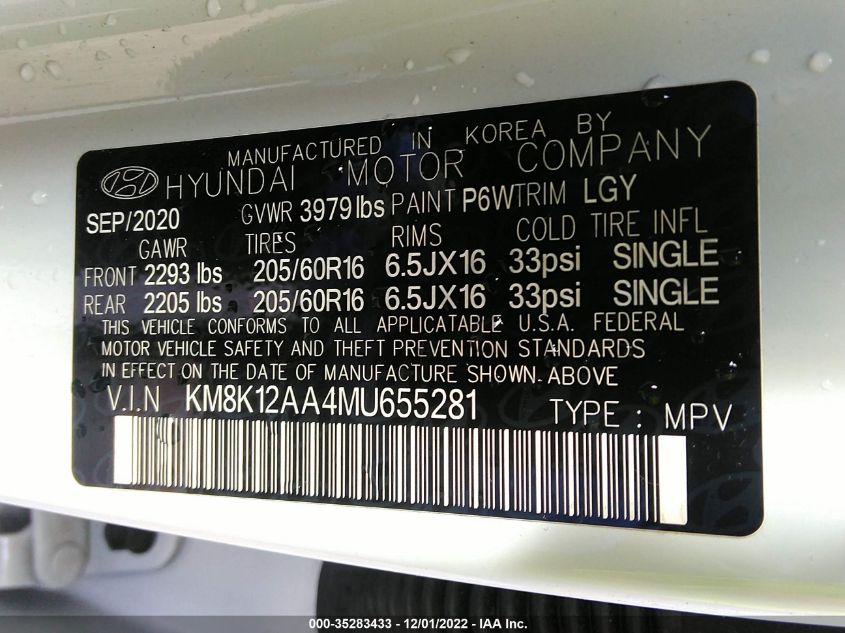 MANUFACTURED IN KOREA BY
HYUNDAI MOTOR COMPANY
SEP/2020 GVWR 3979 lbs PAINT P6W TRIM LGY
GAWR TIRES RIMS COLD TIRE INFL
FRONT 2293 lbs 205/60R16 6.5JX16 33psi SINGLE
REAR 2205 lbs 205/60R16 6.5JX16 33psi SINGLE
THIS VEHICLE CONFORMS TO ALL APPLICATABLE U.S.A. FEDERAL
MOTOR VEHICLE SAFETY AND THEFT PREVENTION STANDARDS
IN EFFECT ON THE DATE OF MANUFACTURE SHOWN ABOVE
V.I.N KM8K12AA4MU655281 TYPE : MPV
000-35283433 - 12/01/2022 - IAA Inc.